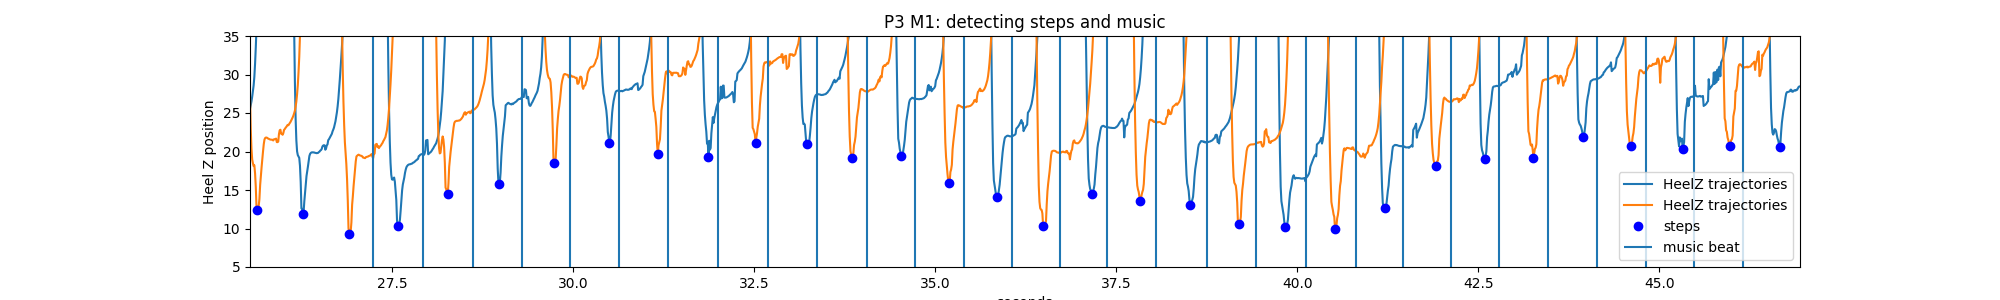 P3 M1: detecting steps and music
35
30
25
20
15
10
5
Heel Z position
27.5 30.0 32.5 35.0 37.5 40.0 42.5 45.0
seconds
HeelZ trajectories
HeelZ trajectories
steps
music beat